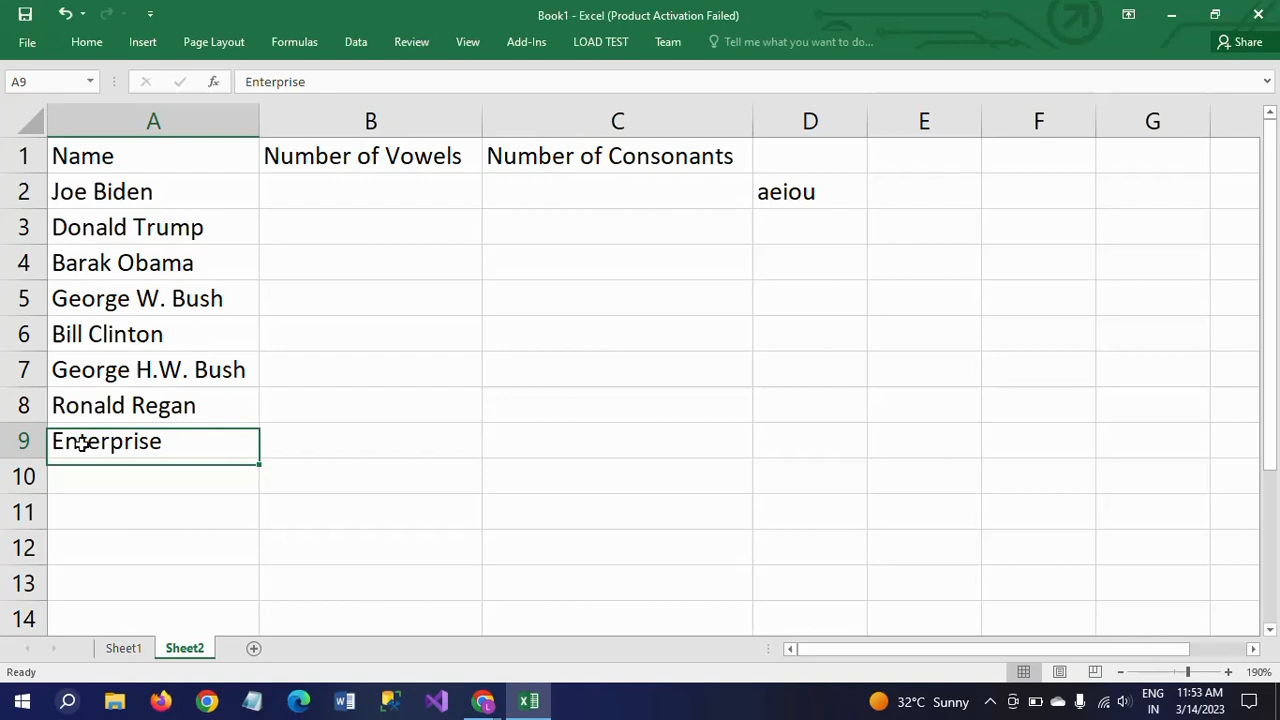 Book1 - Excel (Product Activation Failed)
File Home Insert Page Layout Formulas Data Review View Add-Ins LOAD TEST Team Tell me what you want to do... Share
A9 fx Enterprise
A B C D E F G
1 Name Number of Vowels Number of Consonants
2 Joe Biden aeiou
3 Donald Trump
4 Barak Obama
5 George W. Bush
6 Bill Clinton
7 George H.W. Bush
8 Ronald Regan
9 Enterprise
10
11
12
13
14
Sheet1 Sheet2
Ready 190%
32°C Sunny ENG IN 11:53 AM 3/14/2023